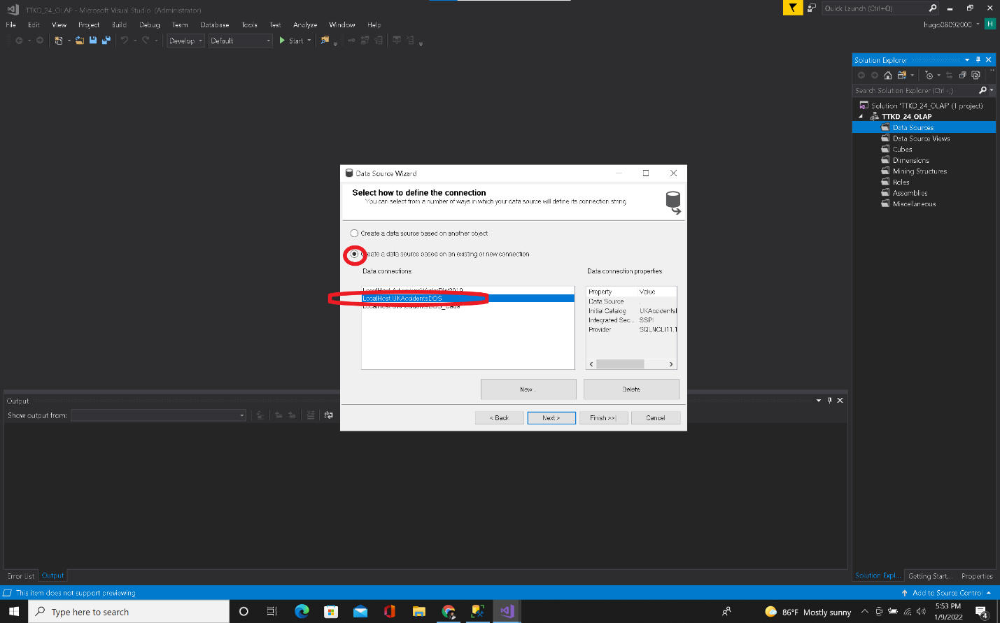 TTKD_24_OLAP - Microsoft Visual Studio (Administrator)
Quick Launch (Ctrl+Q)
File Edit View Project Build Debug Team Database Tools Test Analyze Window Help
hugo08092000
H
Develop Default Start
Solution Explorer
Search Solution Explorer (Ctrl+;)
Solution 'TTKD_24_OLAP' (1 project)
TTKD_24_OLAP
Data Sources
Data Source Views
Cubes
Dimensions
Mining Structures
Roles
Assemblies
Miscellaneous
Data Source Wizard
Select how to define the connection
You can select from a number of ways in which your data source will define its connection string.
Create a data source based on another object
Create a data source based on an existing or new connection
Data connections:
Data connection properties:
LocalHost.AdventureWorksDW2019
LocalHost.UKAccidentsDDS
Property Value
Data Source .
Initial Catalog UKAccidents
Integrated Sec... SSPI
Provider SQLNCLI11.1
New...
Delete
< Back
Next >
Finish >>|
Cancel
Output
Show output from:
Error List
Output
Solution Expl...
Getting Start...
Properties
This item does not support previewing
Add to Source Control
Type here to search
86°F Mostly sunny
5:53 PM
1/9/2022
4